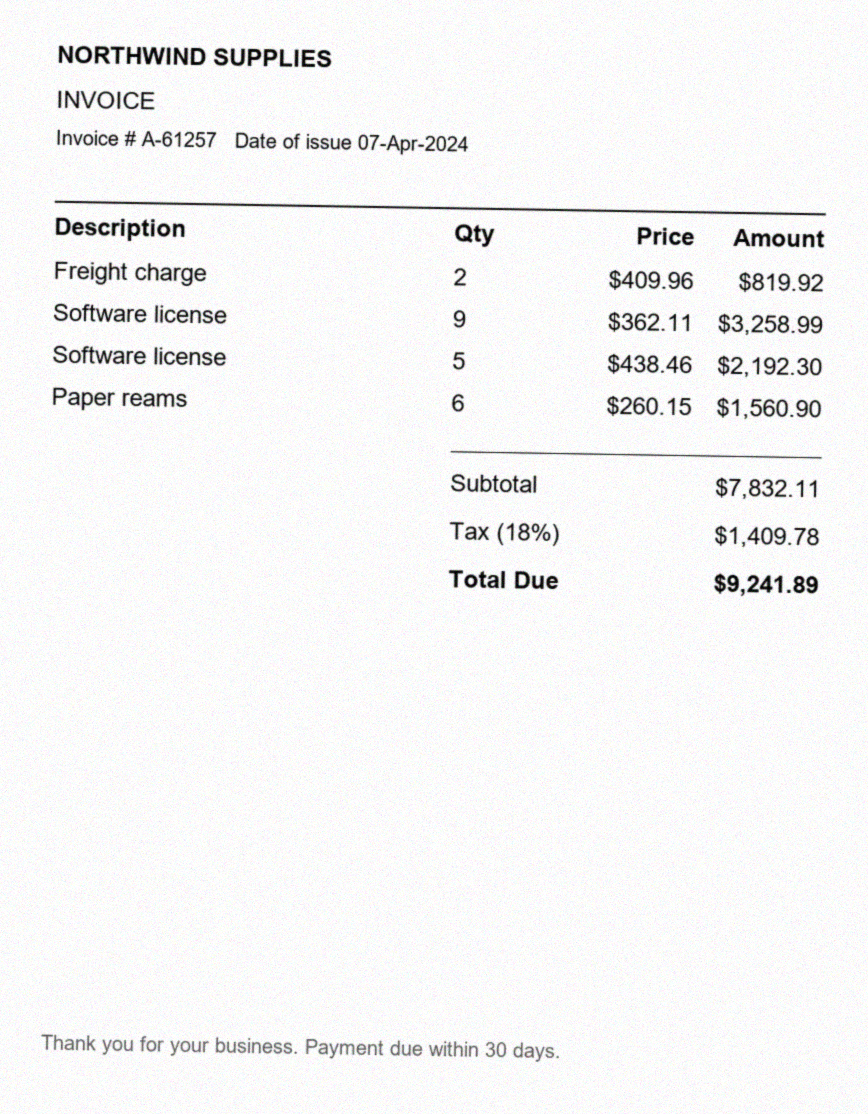 NORTHWIND SUPPLIES
INVOICE
Invoice # A-61257 Date of issue 07-Apr-2024
Description Qty Price Amount
Freight charge 2 $409.96 $819.92
Software license 9 $362.11 $3,258.99
Software license 5 $438.46 $2,192.30
Paper reams 6 $260.15 $1,560.90
Subtotal $7,832.11
Tax (18%) $1,409.78
Total Due $9,241.89
Thank you for your business. Payment due within 30 days.